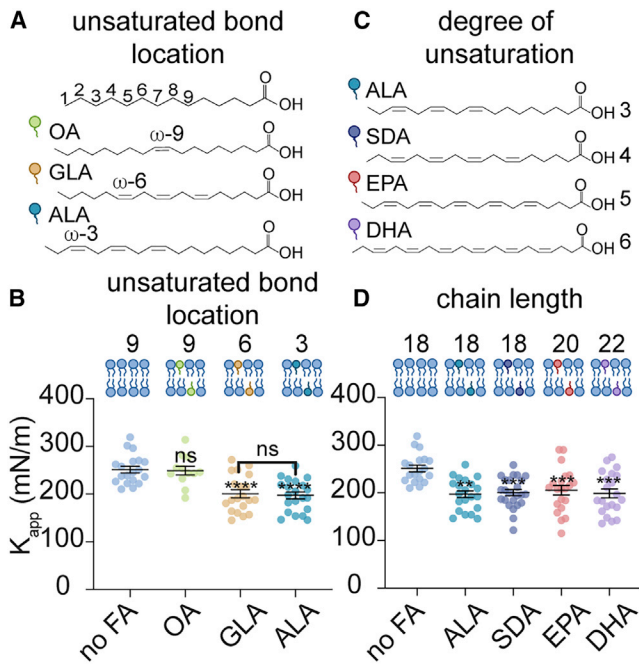 A
unsaturated bond
location
1 2 3 4 5 6 7 8 9
O
OH
OA
ω-9
O
OH
GLA
ω-6
O
OH
ALA
ω-3
O
OH
C
degree of
unsaturation
ALA
O
OH 3
SDA
O
OH 4
EPA
O
OH 5
DHA
O
OH 6
B
unsaturated bond
location
9 9 6 3
400
300
200
100
0
K app (mN/m)
ns
ns
****
****
no FA
OA
GLA
ALA
D
chain length
18 18 18 20 22
400
300
200
100
0
**
***
***
***
no FA
ALA
SDA
EPA
DHA